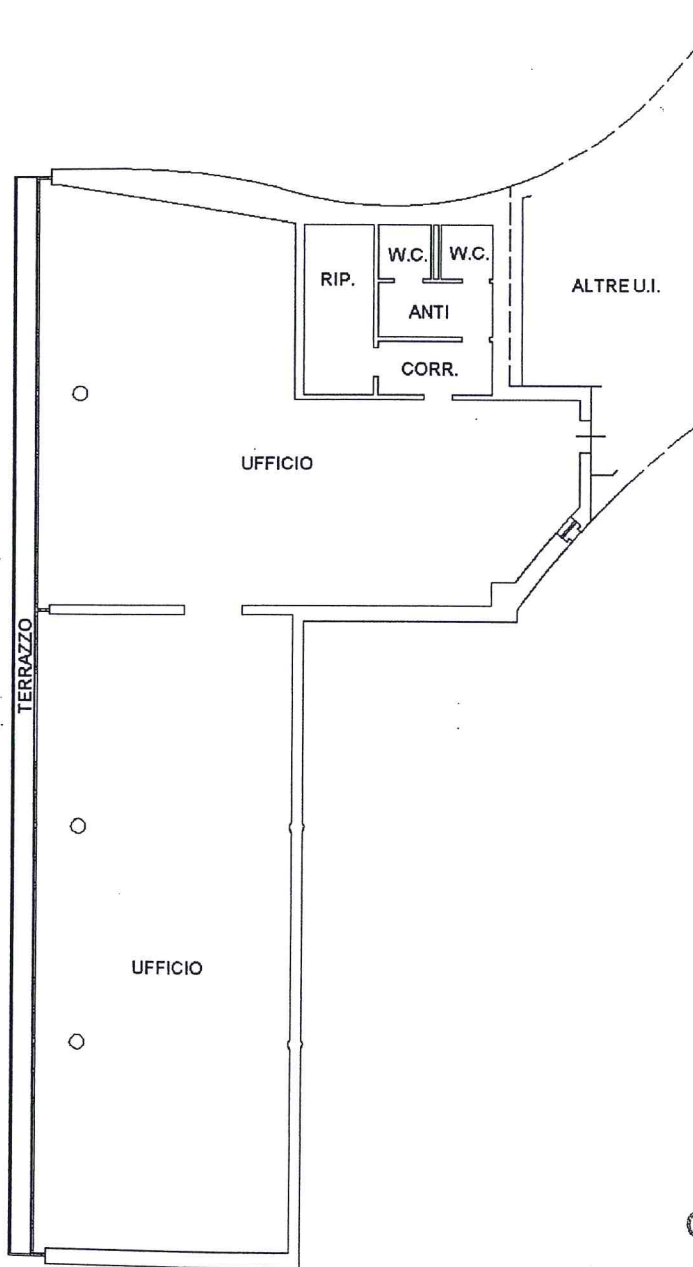 W.C.
W.C.
RIP.
ALTRE U.I.
ANTI
CORR.
UFFICIO
TERRAZZO
UFFICIO